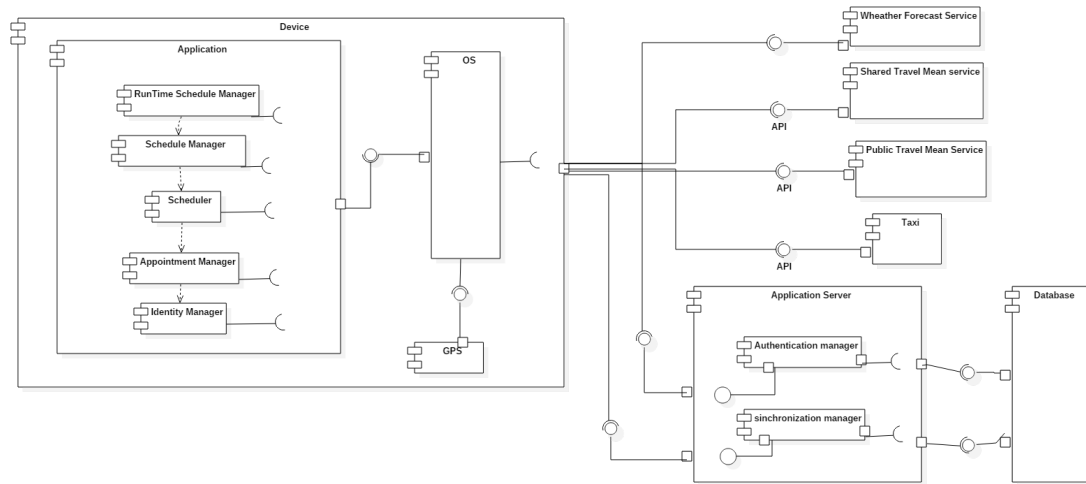 Device
Application
RunTime Schedule Manager
Schedule Manager
Scheduler
Appointment Manager
Identity Manager
OS
GPS
Wheather Forecast Service
Shared Travel Mean service
API
Public Travel Mean Service
API
Taxi
API
Application Server
Authentication manager
sinchronization manager
Database